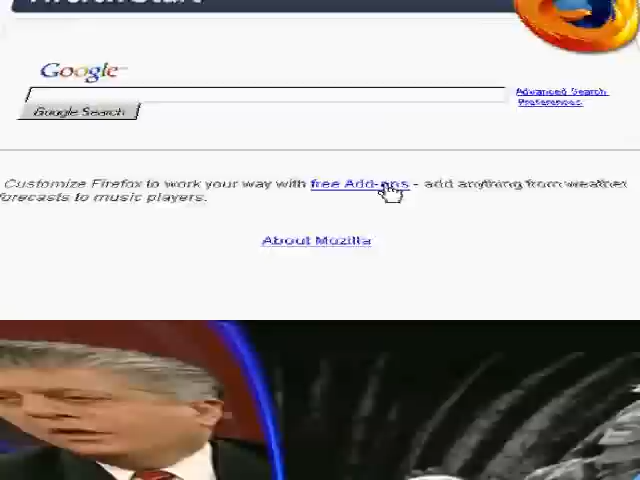 Google
Advanced Search
Preferences
Google Search
Customize Firefox to work your way with free Add-ons - add anything from weather
forecasts to music players.
About Mozilla